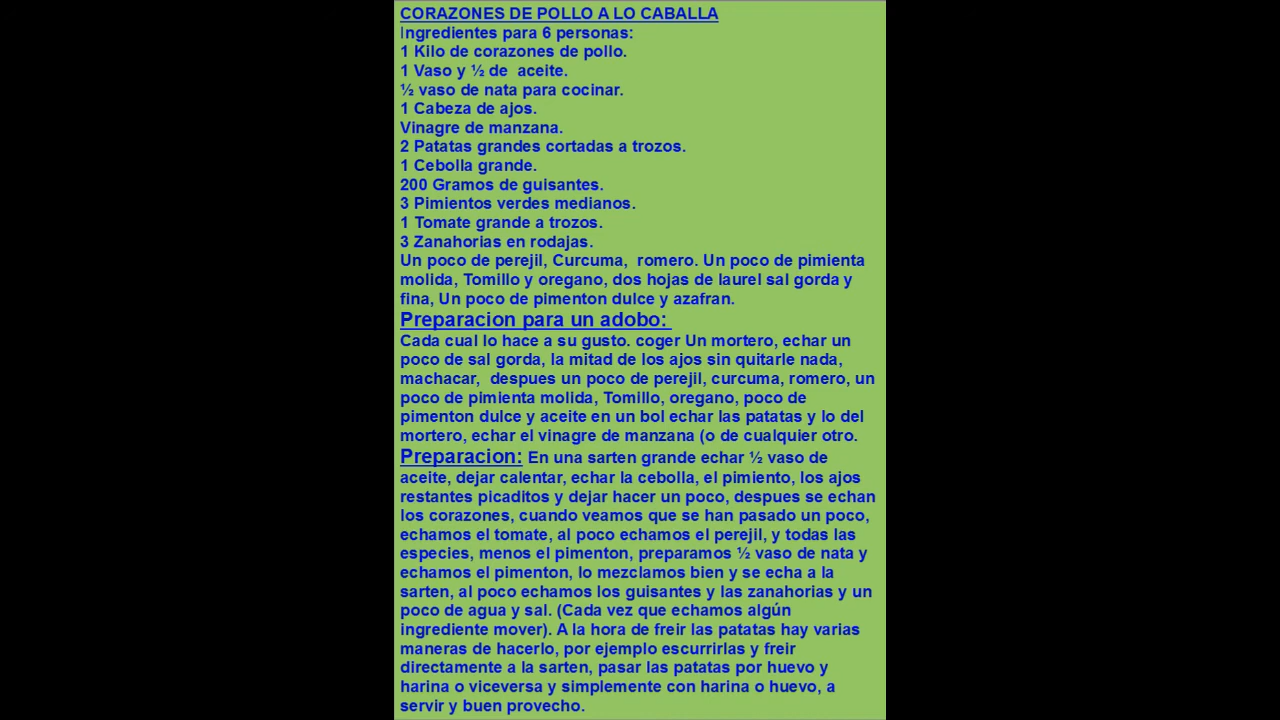 CORAZONES DE POLLO A LO CABALLA
Ingredientes para 6 personas:
1 Kilo de corazones de pollo.
1 Vaso y ½ de  aceite.
½ vaso de nata para cocinar.
1 Cabeza de ajos.
Vinagre de manzana.
2 Patatas grandes cortadas a trozos.
1 Cebolla grande.
200 Gramos de guisantes.
3 Pimientos verdes medianos.
1 Tomate grande a trozos.
3 Zanahorias en rodajas.
Un poco de perejil, Curcuma,  romero. Un poco de pimienta
molida, Tomillo y oregano, dos hojas de laurel sal gorda y
fina, Un poco de pimenton dulce y azafran.
Preparacion para un adobo:
Cada cual lo hace a su gusto. coger Un mortero, echar un
poco de sal gorda, la mitad de los ajos sin quitarle nada,
machacar,  despues un poco de perejil, curcuma, romero, un
poco de pimienta molida, Tomillo, oregano, poco de
pimenton dulce y aceite en un bol echar las patatas y lo del
mortero, echar el vinagre de manzana (o de cualquier otro.
Preparacion: En una sarten grande echar ½ vaso de
aceite, dejar calentar, echar la cebolla, el pimiento, los ajos
restantes picaditos y dejar hacer un poco, despues se echan
los corazones, cuando veamos que se han pasado un poco,
echamos el tomate, al poco echamos el perejil, y todas las
especies, menos el pimenton, preparamos ½ vaso de nata y
echamos el pimenton, lo mezclamos bien y se echa a la
sarten, al poco echamos los guisantes y las zanahorias y un
poco de agua y sal. (Cada vez que echamos algún
ingrediente mover). A la hora de freir las patatas hay varias
maneras de hacerlo, por ejemplo escurrirlas y freir
directamente a la sarten, pasar las patatas por huevo y
harina o viceversa y simplemente con harina o huevo, a
servir y buen provecho.